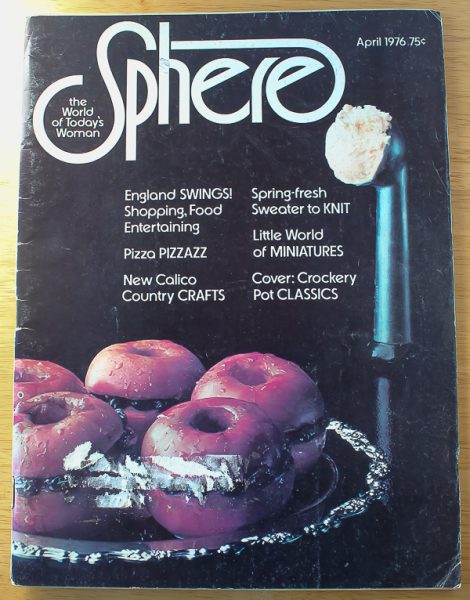 Sphere
the
World
of Today's
Woman
April 1976.75¢
England SWINGS!
Shopping, Food
Entertaining
Pizza PIZZAZZ
New Calico
Country CRAFTS
Spring-fresh
Sweater to KNIT
Little World
of MINIATURES
Cover: Crockery
Pot CLASSICS